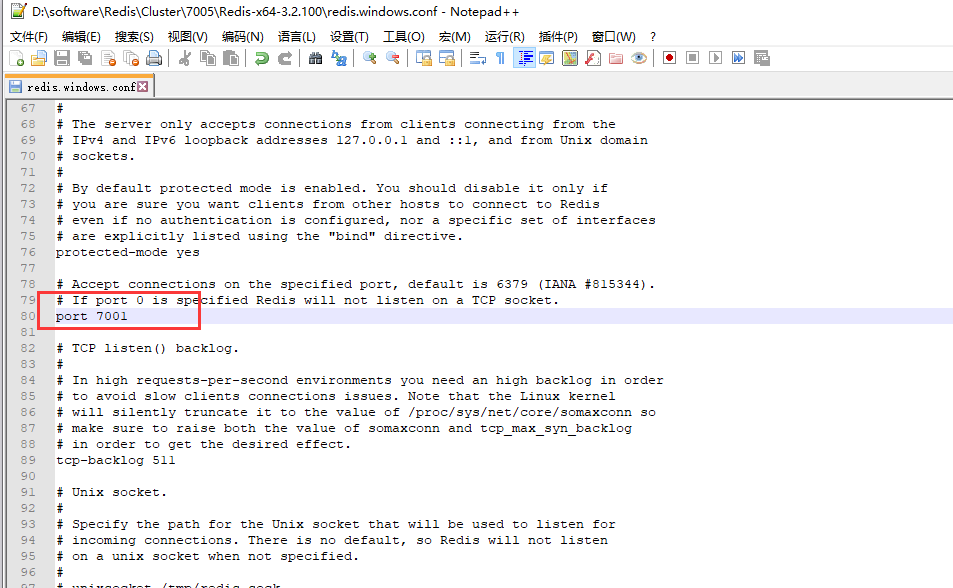 D:\software\Redis\Cluster\7005\Redis-x64-3.2.100\redis.windows.conf - Notepad++
文件(F) 编辑(E) 搜索(S) 视图(V) 编码(N) 语言(L) 设置(T) 工具(O) 宏(M) 运行(R) 插件(P) 窗口(W) ?
redis.windows.conf
67 #
68 # The server only accepts connections from clients connecting from the
69 # IPv4 and IPv6 loopback addresses 127.0.0.1 and ::1, and from Unix domain
70 # sockets.
71 #
72 # By default protected mode is enabled. You should disable it only if
73 # you are sure you want clients from other hosts to connect to Redis
74 # even if no authentication is configured, nor a specific set of interfaces
75 # are explicitly listed using the "bind" directive.
76 protected-mode yes
77
78 # Accept connections on the specified port, default is 6379 (IANA #815344).
79 # If port 0 is specified Redis will not listen on a TCP socket.
80 port 7001
81
82 # TCP listen() backlog.
83 #
84 # In high requests-per-second environments you need an high backlog in order
85 # to avoid slow clients connections issues. Note that the Linux kernel
86 # will silently truncate it to the value of /proc/sys/net/core/somaxconn so
87 # make sure to raise both the value of somaxconn and tcp_max_syn_backlog
88 # in order to get the desired effect.
89 tcp-backlog 511
90
91 # Unix socket.
92 #
93 # Specify the path for the Unix socket that will be used to listen for
94 # incoming connections. There is no default, so Redis will not listen
95 # on a unix socket when not specified.
96 #
97 # unixsocket /tmp/redis.sock